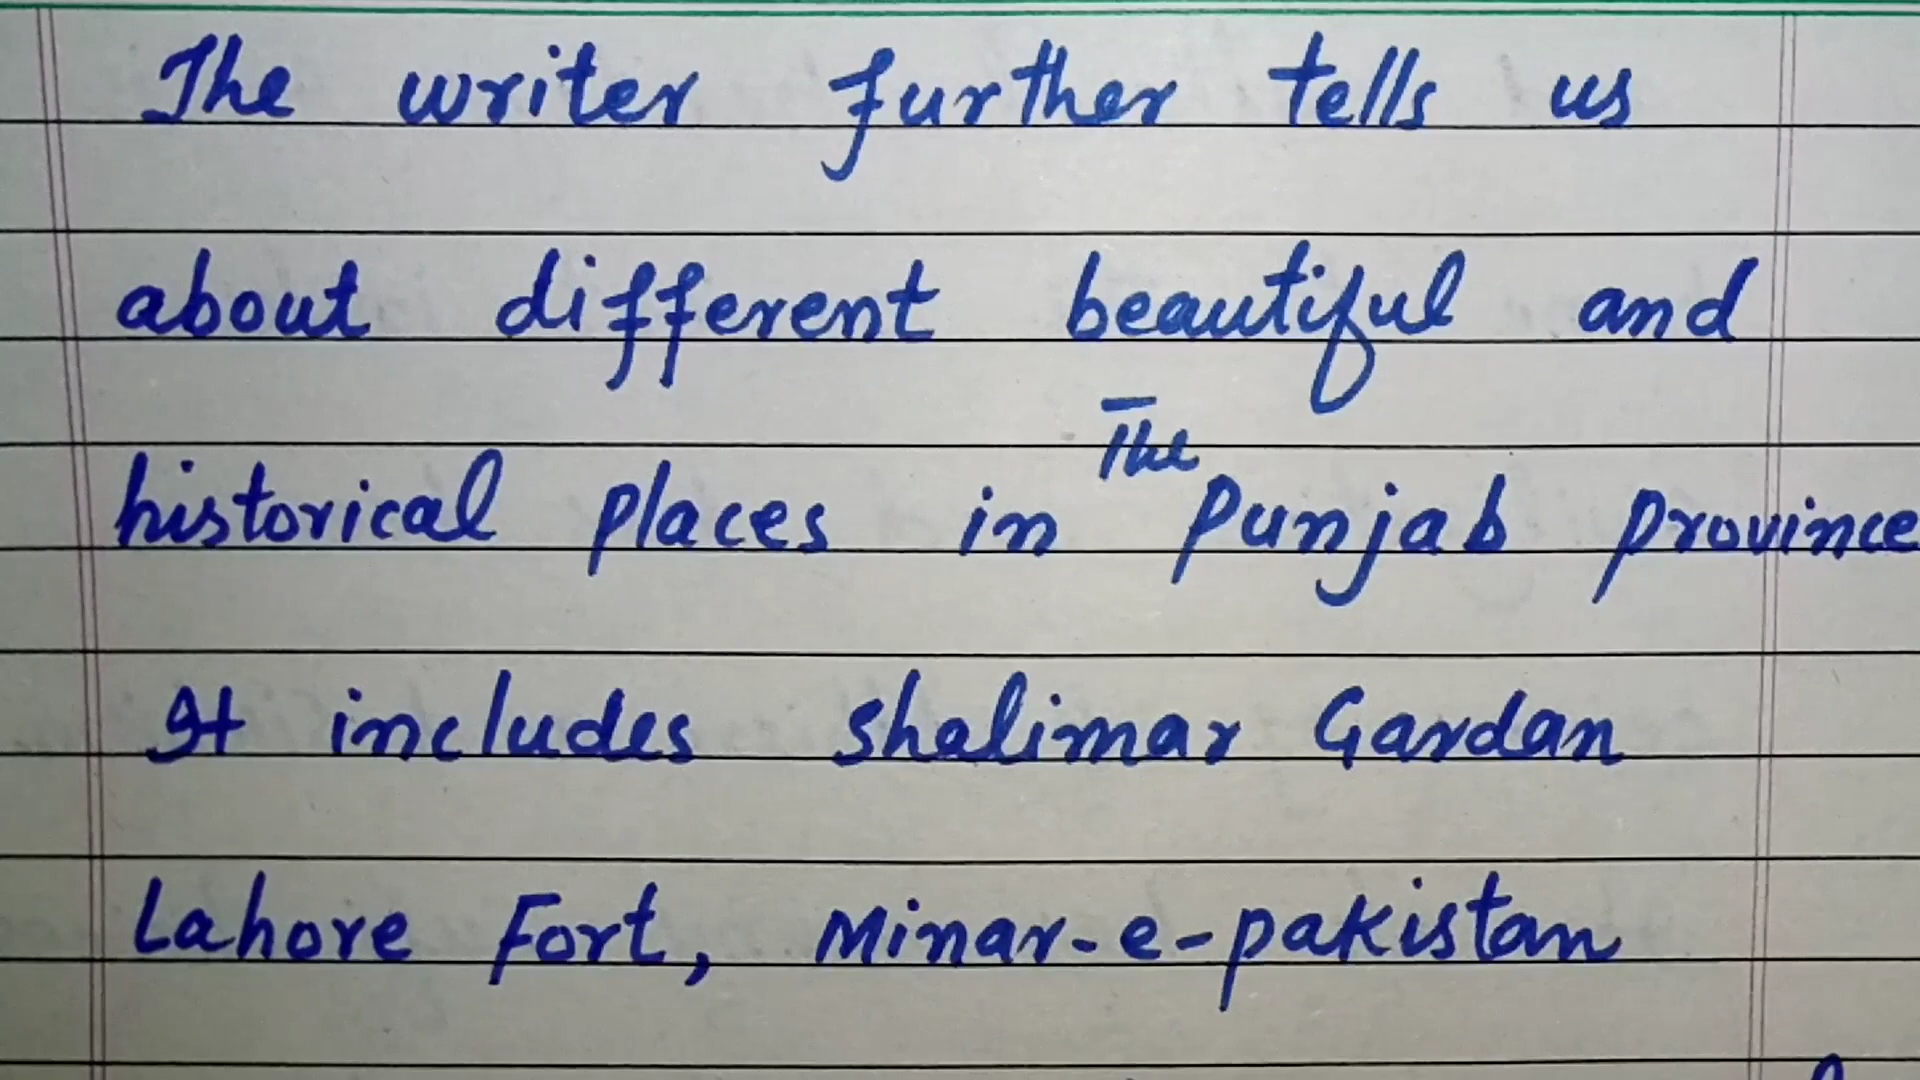 The writer further tells us
about different beautiful and
The
historical places in Punjab province
It includes Shalimar Gardan
Lahore Fort, Minar-e-pakistan